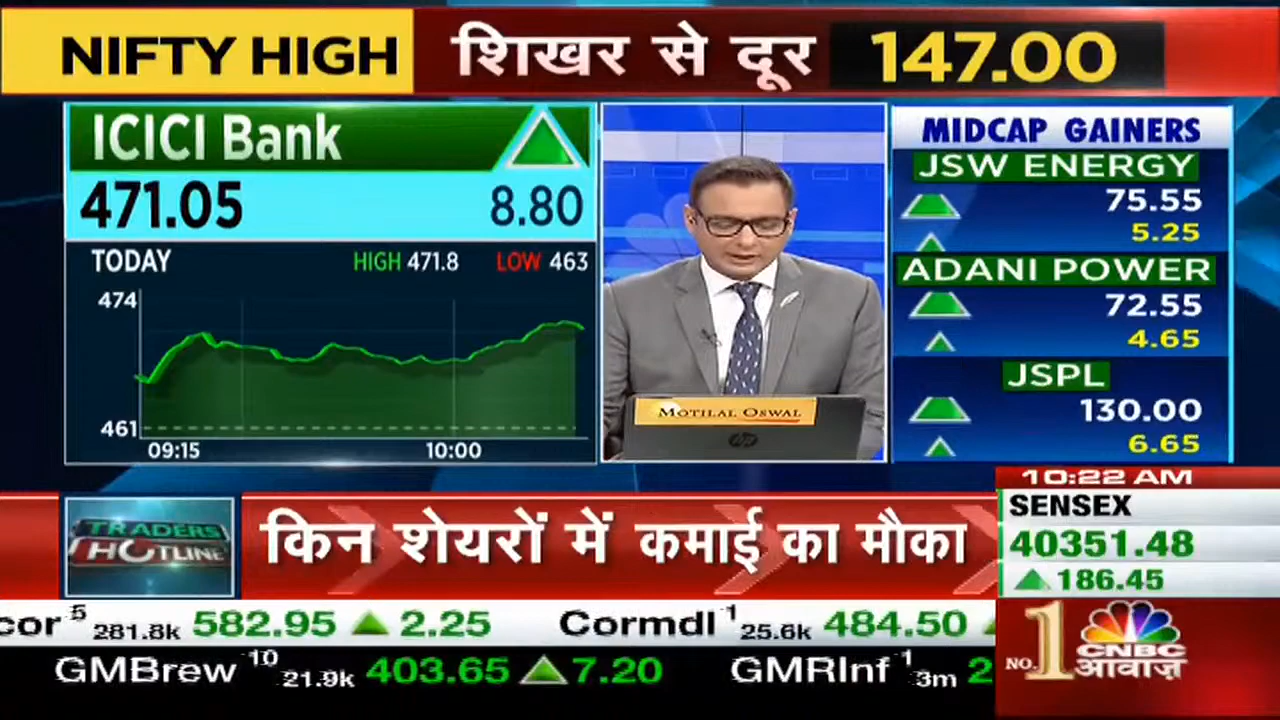 NIFTY HIGH शिखर से दूर 147.00
ICICI Bank
471.05 8.80
TODAY HIGH 471.8 LOW 463
474
461
09:15 10:00
MOTILAL OSWAL
hp
MIDCAP GAINERS
JSW ENERGY
75.55
5.25
ADANI POWER
72.55
4.65
JSPL
130.00
6.65
10:22 AM
SENSEX
40351.48
186.45
TRADERS
HOTLINE
किन शेयरों में कमाई का मौका
cor 5 281.8k 582.95 2.25 Cormdl 1 25.6k 484.50
GMBrew 10 21.9k 403.65 7.20 GMRInf 1 3m 2
NO. 1 CNBC
आवाज़